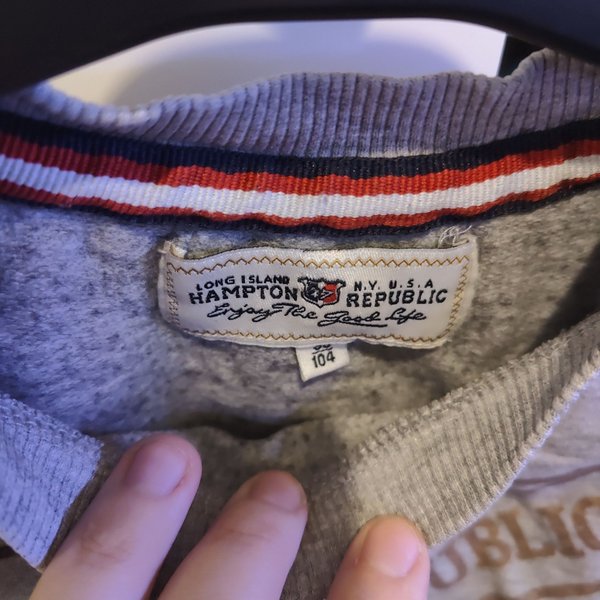 LONG ISLAND N.Y. U.S.A
HAMPTON REPUBLIC
Enjoy The Good Life
104
UBLIC